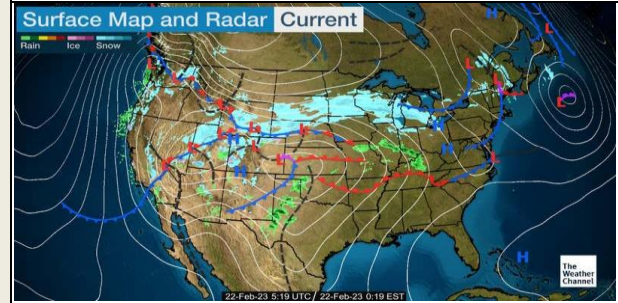 Surface Map and Radar Current
Rain Ice Snow
H
L
L
L
L
L
L
L
L
L
L
H
L
L
L
H
H
H
L
H
The
Weather
Channel
22-Feb-23 5:19 UTC / 22-Feb-23 0:19 EST